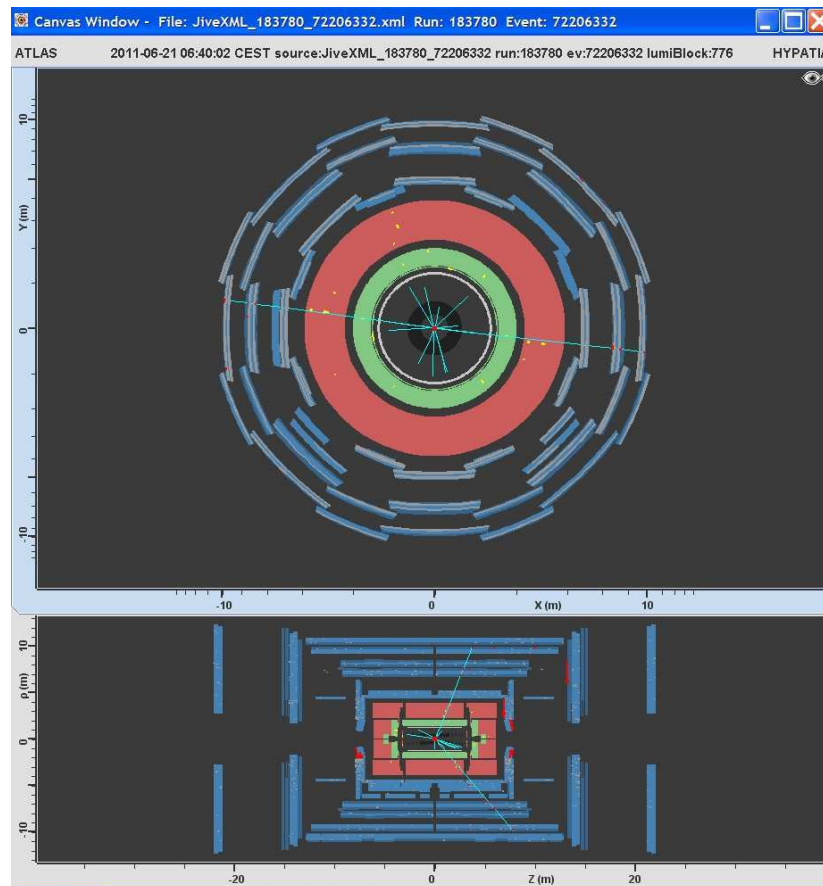 Canvas Window - File: JiveXML_183780_72206332.xml Run: 183780 Event: 72206332
ATLAS 2011-06-21 06:40:02 CEST source:JiveXML_183780_72206332 run:183780 ev:72206332 lumiBlock:776 HYPATIA
10
Y (m)
0
-10
-10 0 X (m) 10
10
ρ (m)
0
-10
-20 0 Z (m) 20